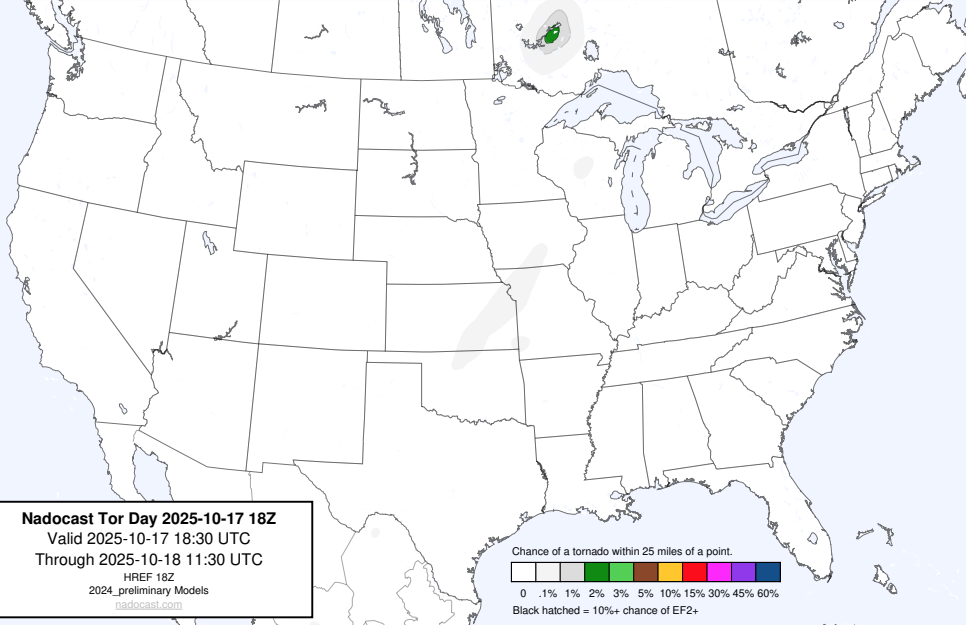 Nadocast Tor Day 2025-10-17 18Z
Valid 2025-10-17 18:30 UTC
Through 2025-10-18 11:30 UTC
HREF 18Z
2024_preliminary Models
nadocast.com
Chance of a tornado within 25 miles of a point.
0 .1% 1% 2% 3% 5% 10% 15% 30% 45% 60%
Black hatched = 10%+ chance of EF2+